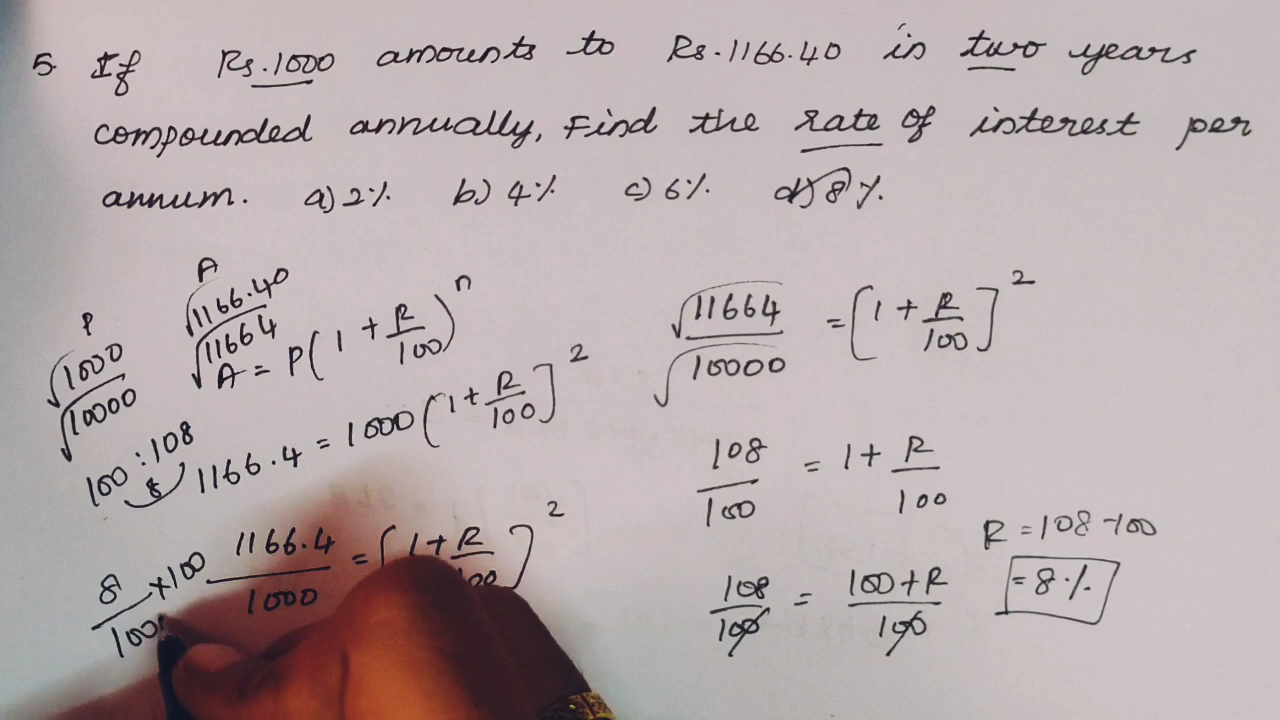 5 If Rs.1000 amounts to Rs.1166.40 in two years
compounded annually, Find the rate of interest per
annum. a) 2% b) 4% c) 6% d) 8%
P A
√1000 √1166.40
√10000 √11664
100 : 108
8
A = P(1 + R/100)^n
1166.4 = 1000(1 + R/100]^2
8/100 × 100
1166.4/1000 = [1 + R/100]^2
√11664/√10000 = [1 + R/100]^2
108/100 = 1 + R/100
108/100 = 100 + R/100
R = 108 - 100
= 8%